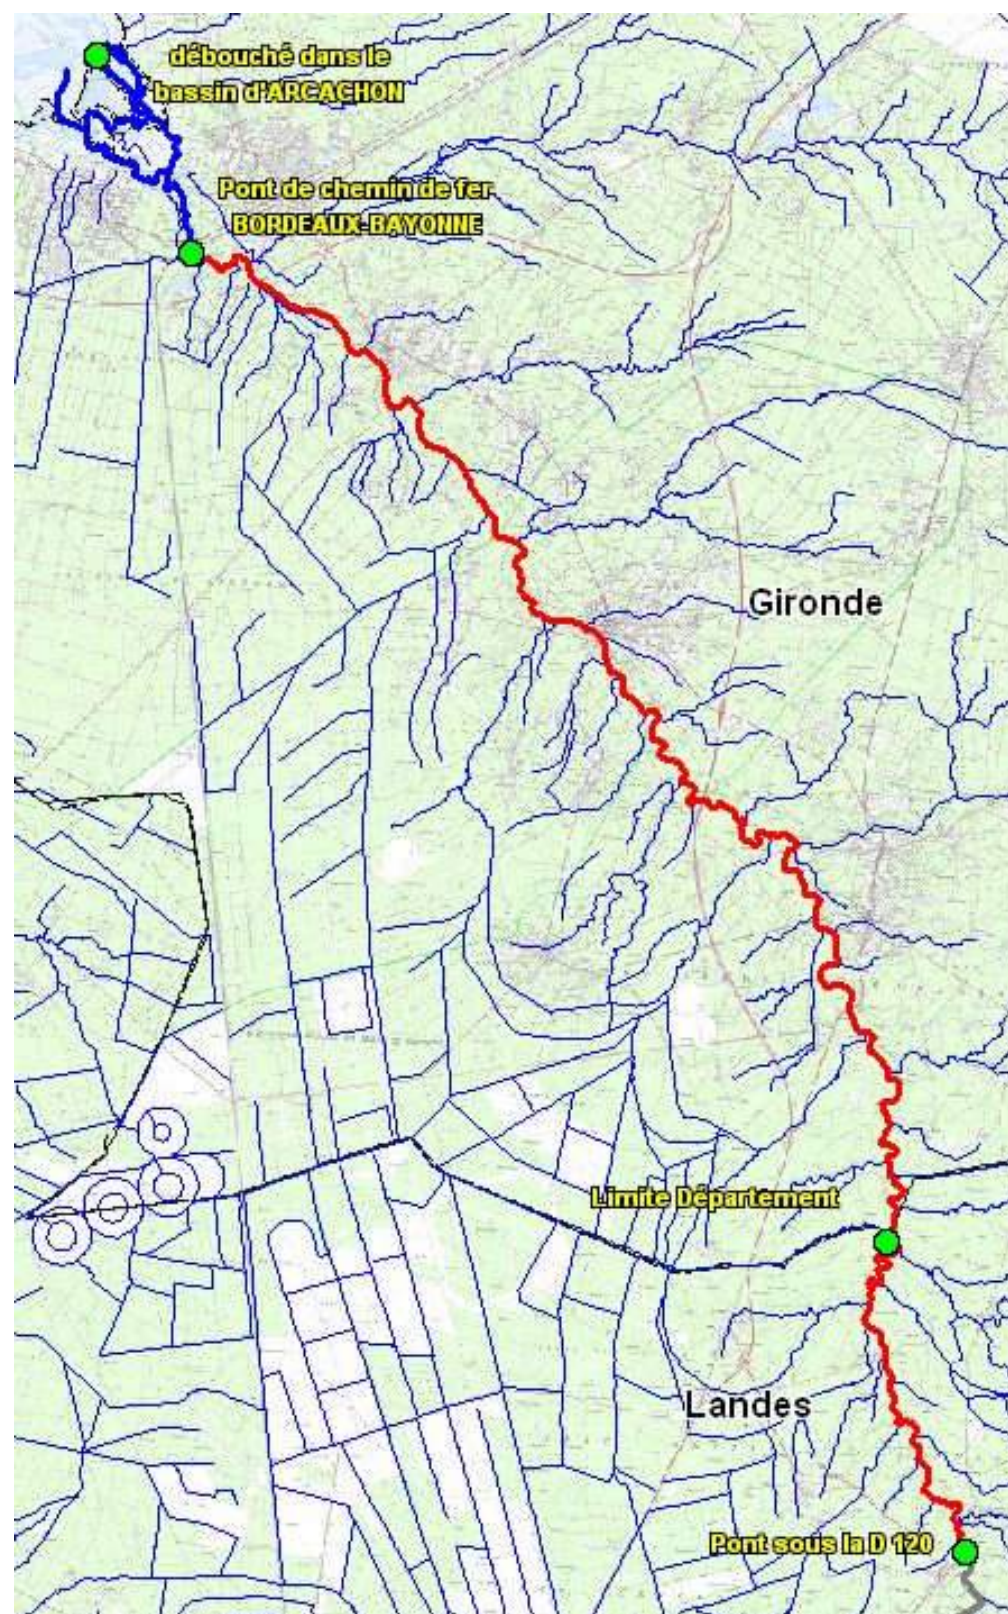 débouché dans le
bassin d'ARCACHON
Pont de chemin de fer
BORDEAUX-BAYONNE
Gironde
Limite Département
Landes
Pont sous la D 120